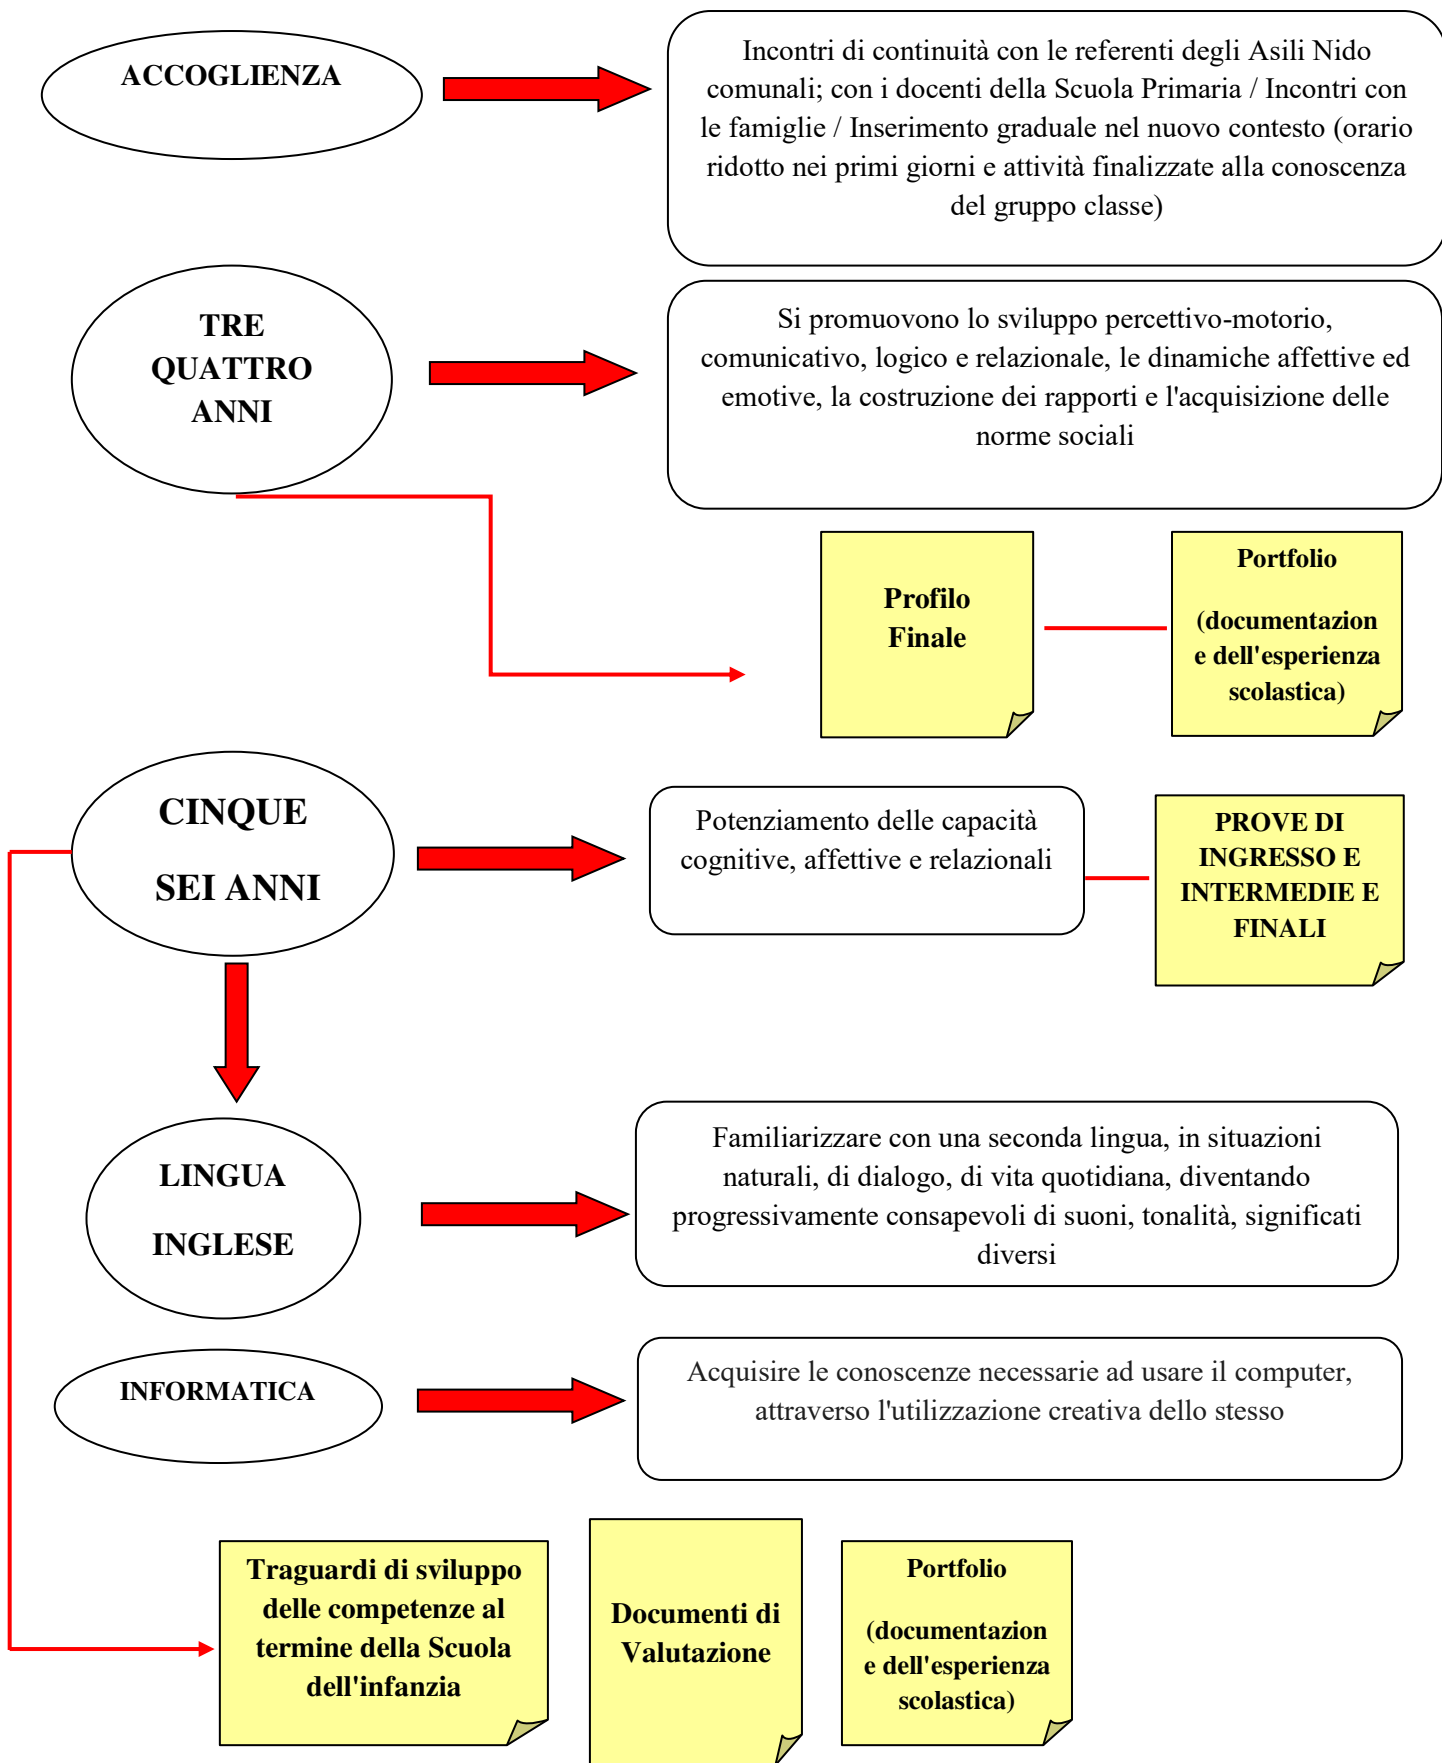 ACCOGLIENZA
Incontri di continuità con le referenti degli Asili Nido
comunali; con i docenti della Scuola Primaria / Incontri con
le famiglie / Inserimento graduale nel nuovo contesto (orario
ridotto nei primi giorni e attività finalizzate alla conoscenza
del gruppo classe)
TRE
QUATTRO
ANNI
Si promuovono lo sviluppo percettivo-motorio,
comunicativo, logico e relazionale, le dinamiche affettive ed
emotive, la costruzione dei rapporti e l'acquisizione delle
norme sociali
Profilo
Finale
Portfolio
(documentazion
e dell'esperienza
scolastica)
CINQUE
SEI ANNI
Potenziamento delle capacità
cognitive, affettive e relazionali
PROVE DI
INGRESSO E
INTERMEDIE E
FINALI
LINGUA
INGLESE
Familiarizzare con una seconda lingua, in situazioni
naturali, di dialogo, di vita quotidiana, diventando
progressivamente consapevoli di suoni, tonalità, significati
diversi
INFORMATICA
Acquisire le conoscenze necessarie ad usare il computer,
attraverso l'utilizzazione creativa dello stesso
Traguardi di sviluppo
delle competenze al
termine della Scuola
dell'infanzia
Documenti di
Valutazione
Portfolio
(documentazion
e dell'esperienza
scolastica)